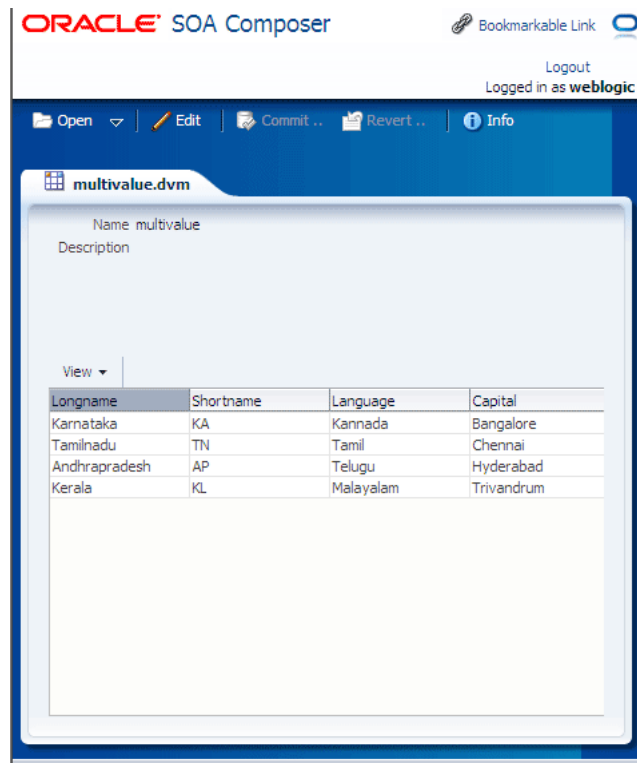 ORACLE SOA Composer Bookmarkable Link
Logout
Logged in as weblogic
Open Edit Commit .. Revert .. Info
multivalue.dvm
Name multivalue
Description
View
Longname Shortname Language Capital
Karnataka KA Kannada Bangalore
Tamilnadu TN Tamil Chennai
Andhrapradesh AP Telugu Hyderabad
Kerala KL Malayalam Trivandrum